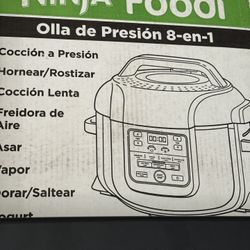 NINJA FOODI
Olla de Presión 8-en-1
Cocción a Presión
Hornear/Rostizar
Cocción Lenta
Freidora de
Aire
Asar
Vapor
Dorar/Saltear